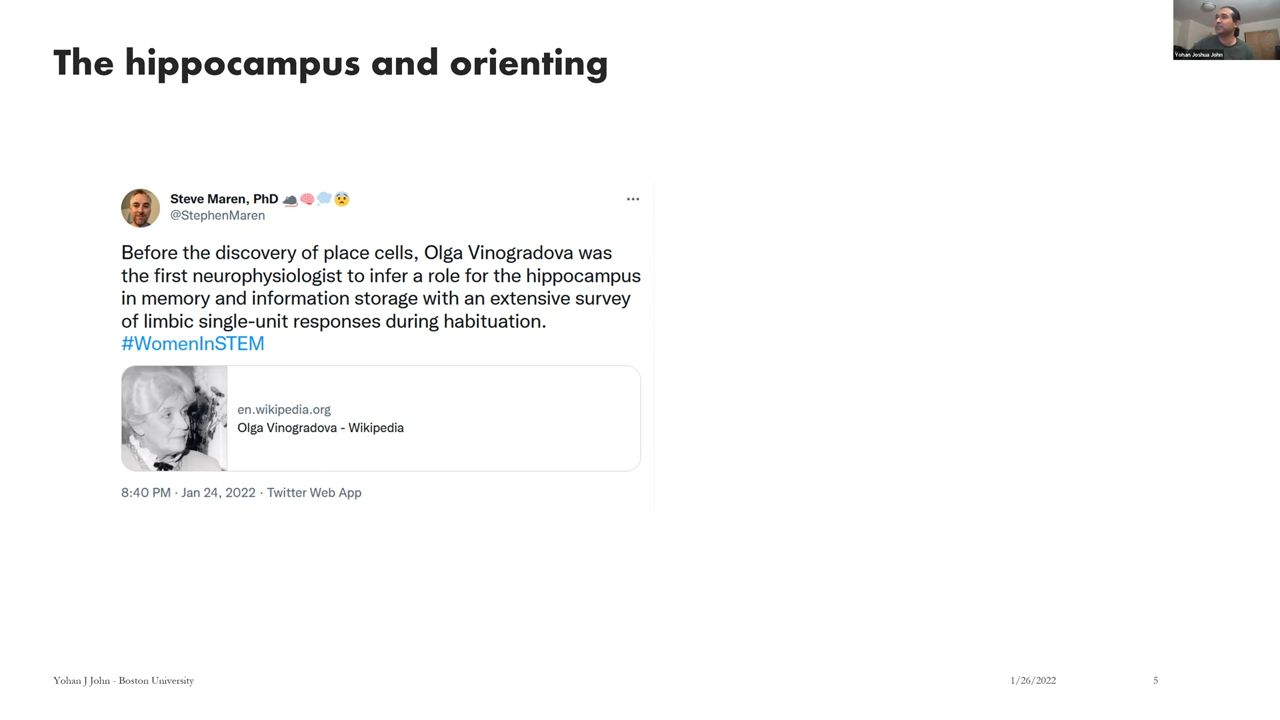 The hippocampus and orienting
Yohan Joshua John
Steve Maren, PhD 🐀🧠💭😨
@StephenMaren
Before the discovery of place cells, Olga Vinogradova was
the first neurophysiologist to infer a role for the hippocampus
in memory and information storage with an extensive survey
of limbic single-unit responses during habituation.
#WomenInSTEM
en.wikipedia.org
Olga Vinogradova - Wikipedia
8:40 PM · Jan 24, 2022 · Twitter Web App
Yohan J John - Boston University
1/26/2022
5